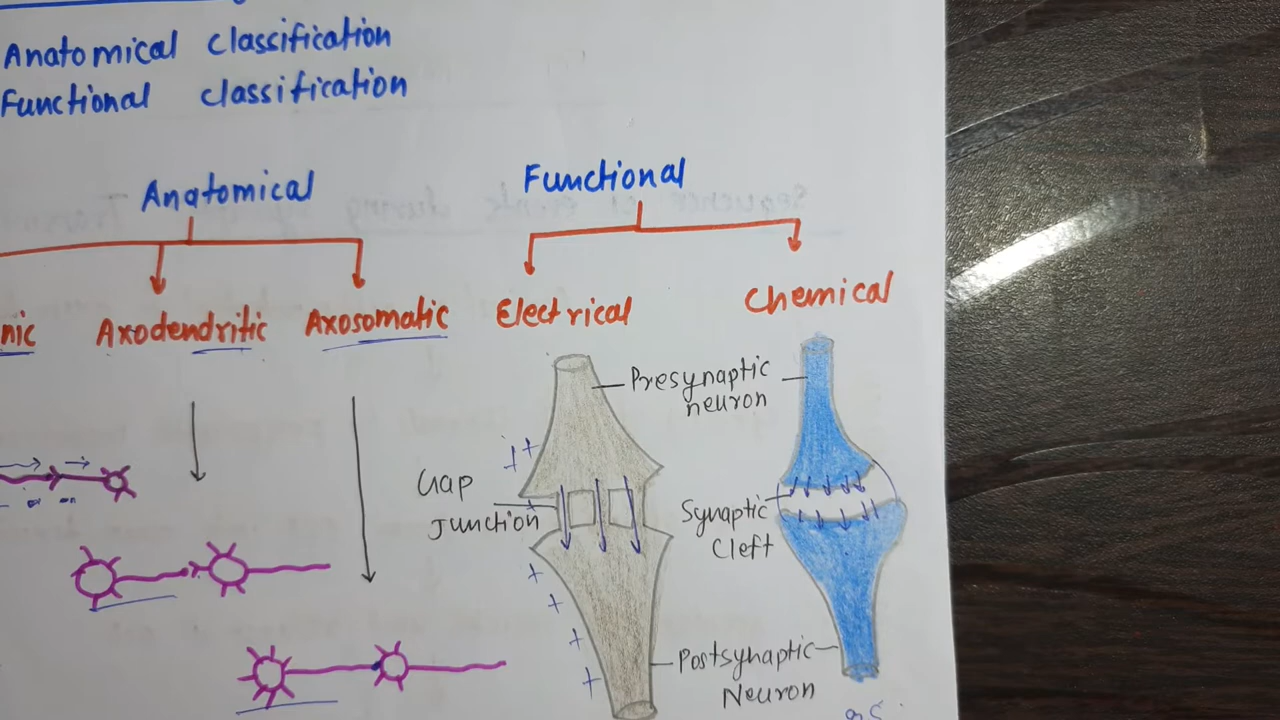 Anatomical classification
Functional classification
Anatomical
Functional
nic
Axodendritic
Axosomatic
Electrical
Chemical
Presynaptic
neuron
Gap
Junction
Synaptic
Cleft
Postsynaptic
Neuron